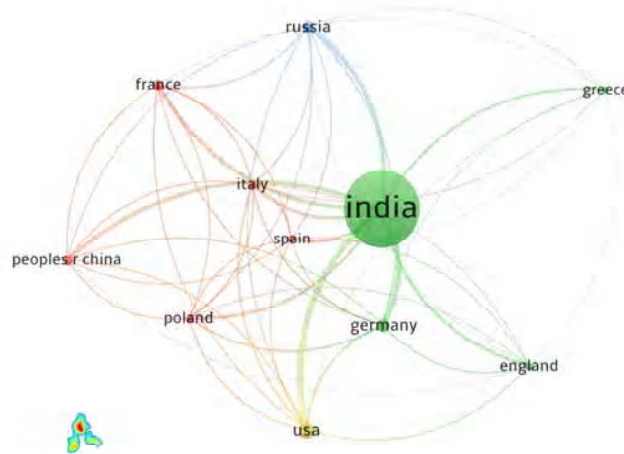 russia
france
greece
italy
india
spain
peoples r china
poland
germany
england
usa